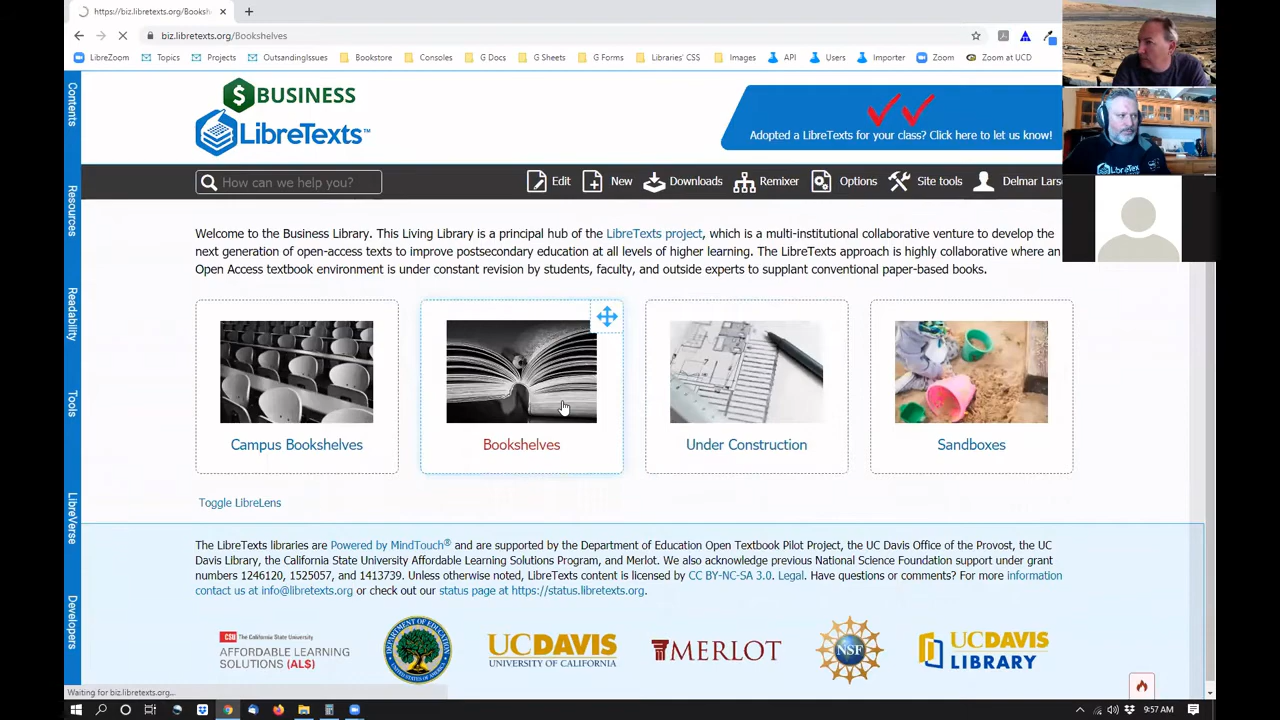 https://biz.libretexts.org/Books
biz.libretexts.org/Bookshelves
LibreZoom Topics Projects OutsandingIssues Bookstore Consoles G Docs G Sheets G Forms Libraries' CSS Images API Users Importer Zoom Zoom at UCD
BUSINESS
LibreTexts™
Adopted a LibreTexts for your class? Click here to let us know!
How can we help you?
Edit New Downloads Remixer Options Site tools Delmar Lars
Contents
Resources
Readability
Tools
LibreVerse
Developers
Welcome to the Business Library. This Living Library is a principal hub of the LibreTexts project, which is a multi-institutional collaborative venture to develop the
next generation of open-access texts to improve postsecondary education at all levels of higher learning. The LibreTexts approach is highly collaborative where an
Open Access textbook environment is under constant revision by students, faculty, and outside experts to supplant conventional paper-based books.
Campus Bookshelves
Bookshelves
Under Construction
Sandboxes
Toggle LibreLens
The LibreTexts libraries are Powered by MindTouch® and are supported by the Department of Education Open Textbook Pilot Project, the UC Davis Office of the Provost, the UC
Davis Library, the California State University Affordable Learning Solutions Program, and Merlot. We also acknowledge previous National Science Foundation support under grant
numbers 1246120, 1525057, and 1413739. Unless otherwise noted, LibreTexts content is licensed by CC BY-NC-SA 3.0. Legal. Have questions or comments? For more information
contact us at info@libretexts.org or check out our status page at https://status.libretexts.org.
CSU The California State University
AFFORDABLE LEARNING
SOLUTIONS (ALS)
UCDAVIS
UNIVERSITY OF CALIFORNIA
MERLOT
NSF
UCDAVIS
LIBRARY
Waiting for biz.libretexts.org...
9:57 AM